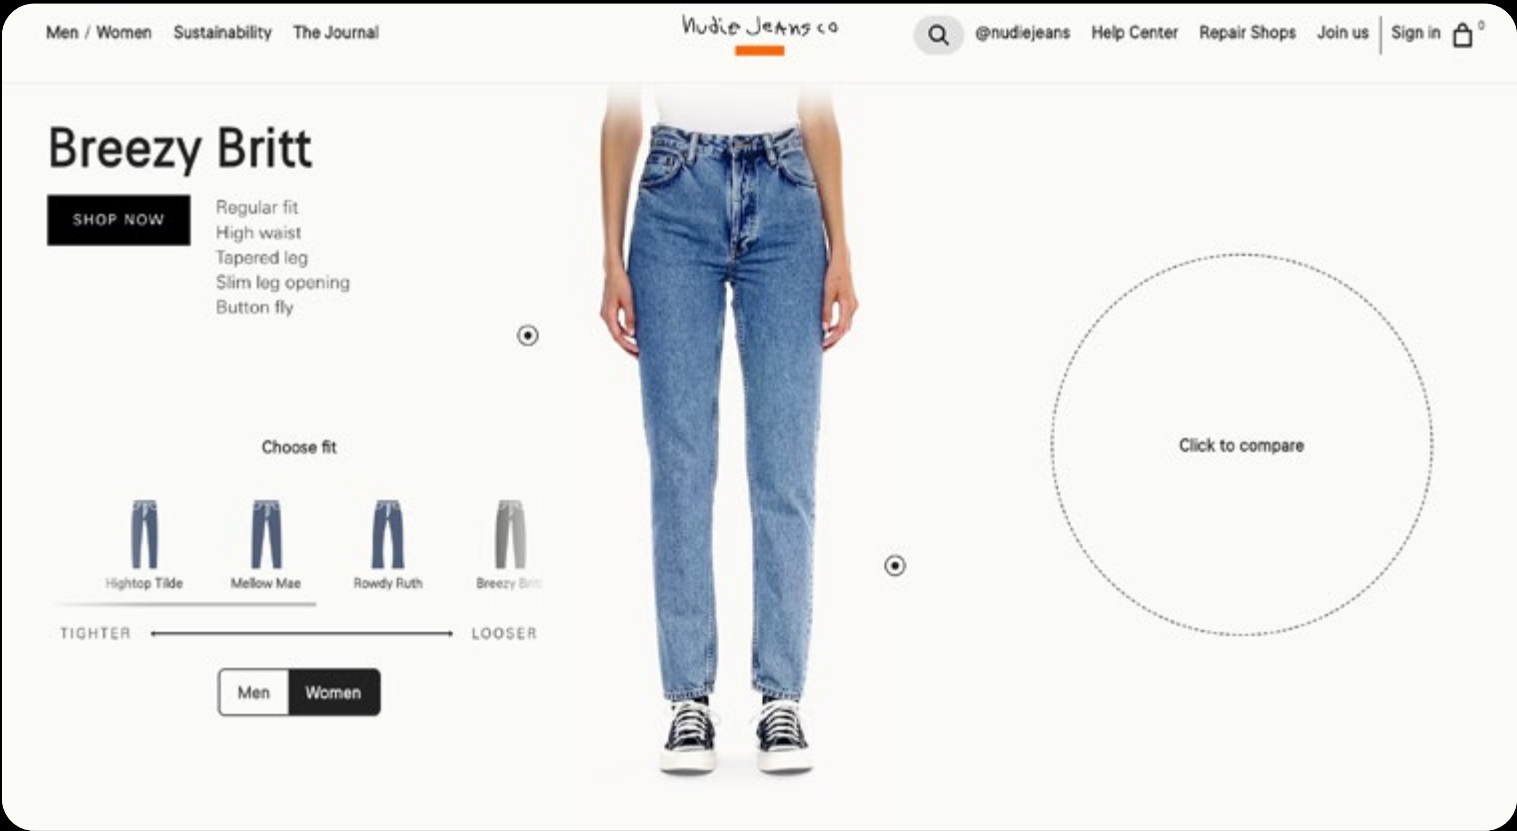 Men / Women Sustainability The Journal
nudie Jeans co
@nudiejeans Help Center Repair Shops Join us Sign in 0
Breezy Britt
SHOP NOW
Regular fit
High waist
Tapered leg
Slim leg opening
Button fly
Click to compare
Choose fit
Hightop Tilde Mellow Mae Rowdy Ruth Breezy Britt
TIGHTER LOOSER
Men Women